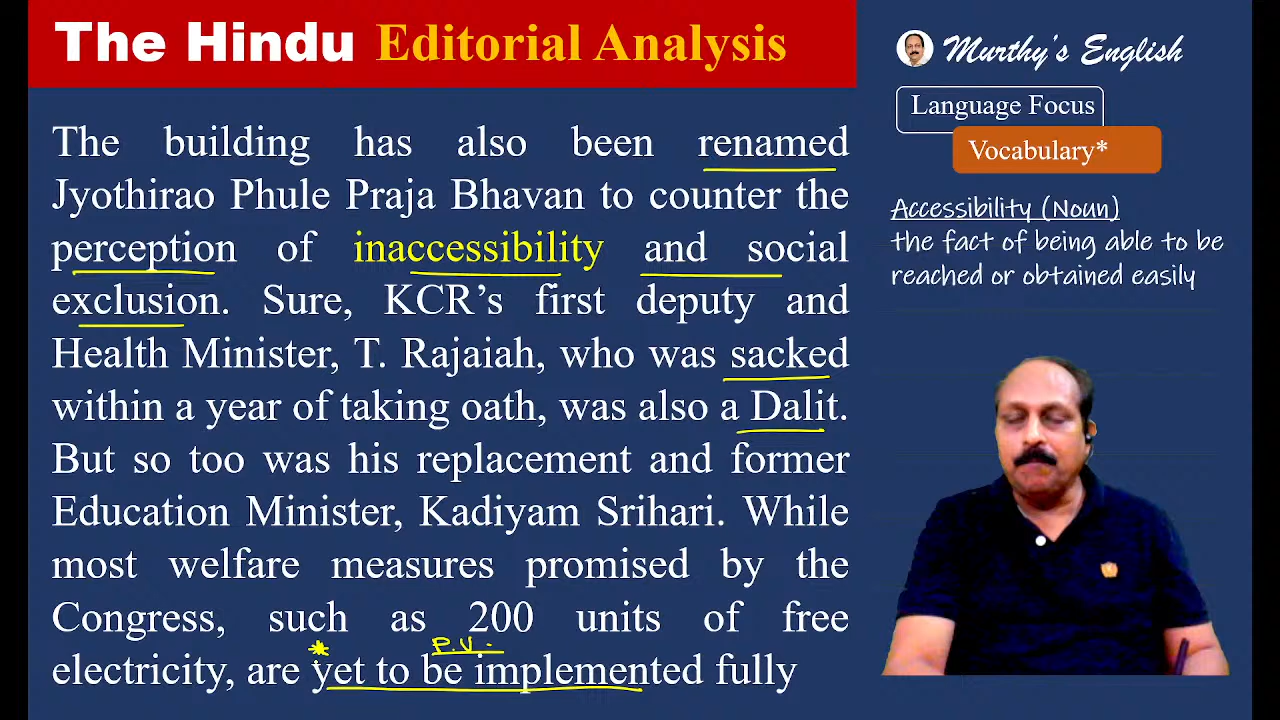 The Hindu Editorial Analysis
Murthy's English
Language Focus
Vocabulary*
The building has also been renamed
Jyothirao Phule Praja Bhavan to counter the
perception of inaccessibility and social
exclusion. Sure, KCR's first deputy and
Health Minister, T. Rajaiah, who was sacked
within a year of taking oath, was also a Dalit.
But so too was his replacement and former
Education Minister, Kadiyam Srihari. While
most welfare measures promised by the
Congress, such as 200 units of free
* P.V.
electricity, are yet to be implemented fully
Accessibility (Noun)
the fact of being able to be
reached or obtained easily